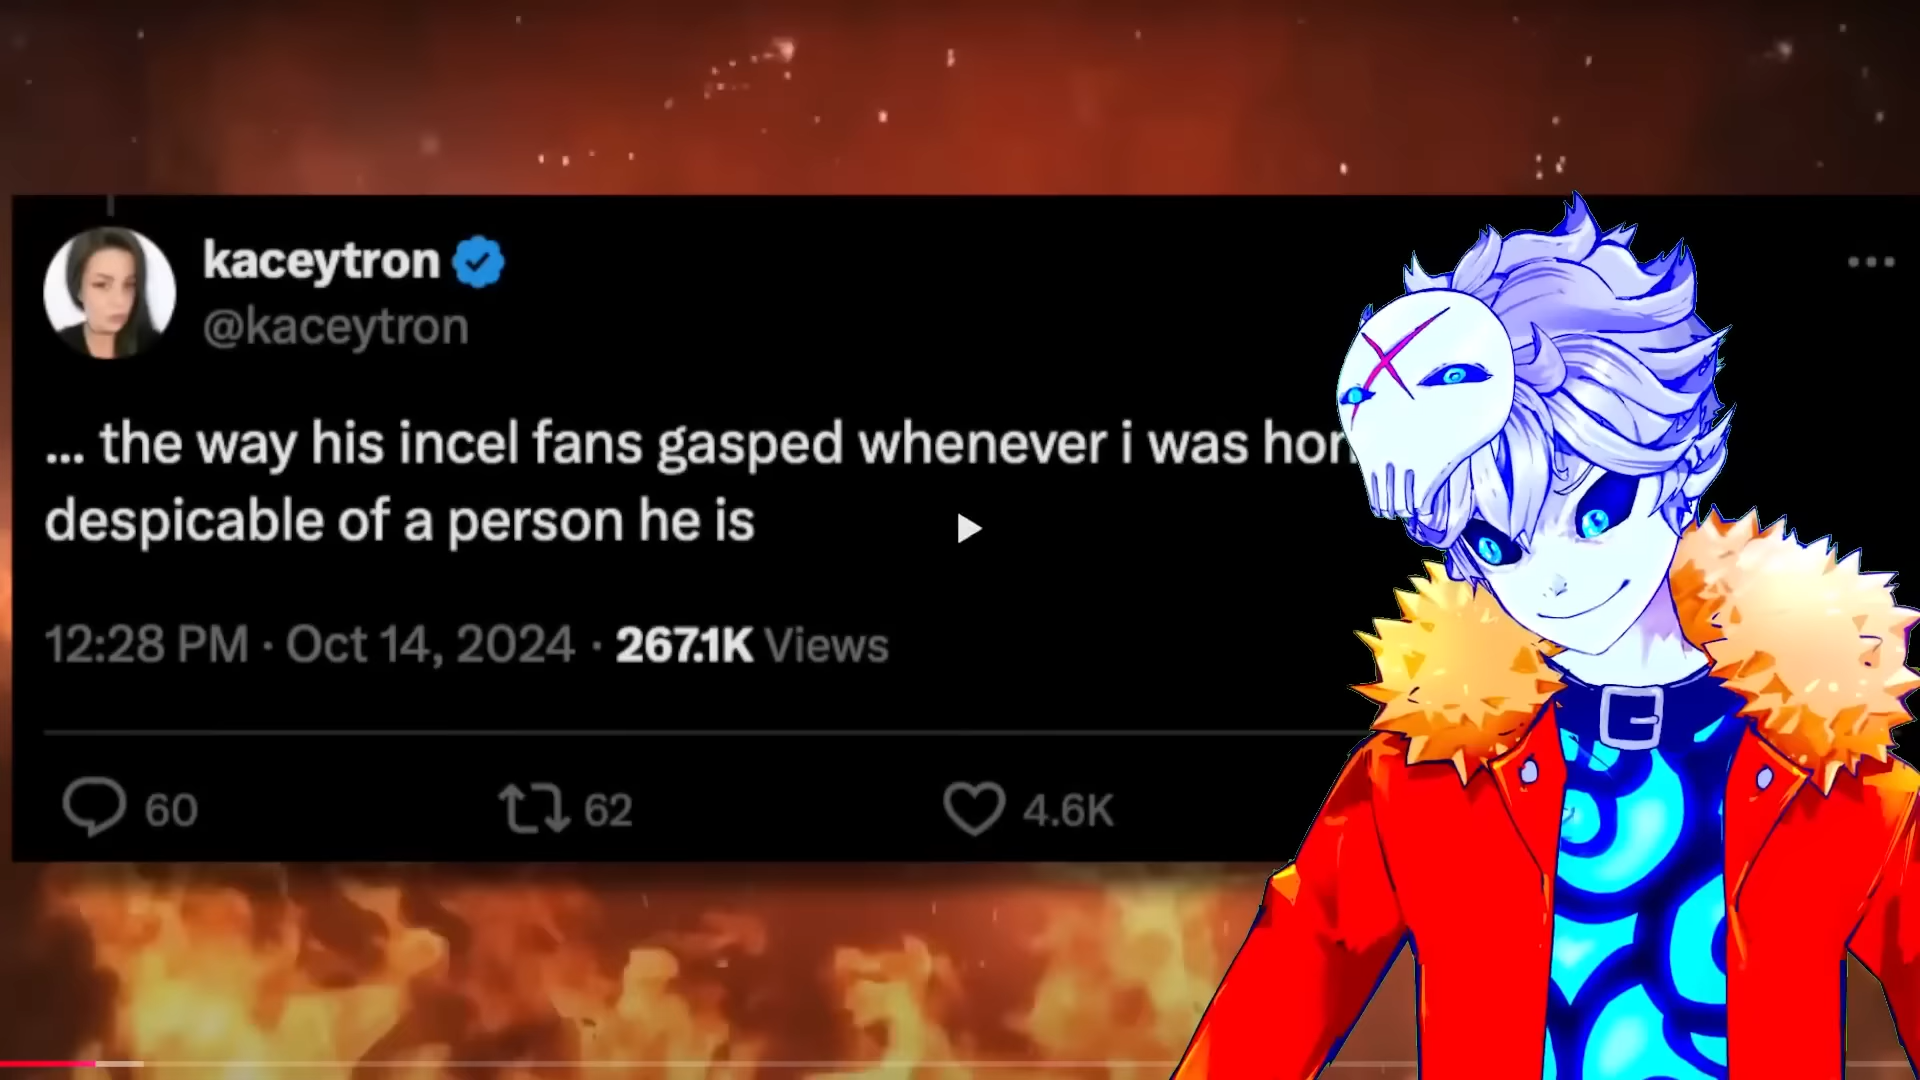 kaceytron
@kaceytron
... the way his incel fans gasped whenever i was
despicable of a person he is
12:28 PM · Oct 14, 2024 · 267.1K Views
60 62 4.6K